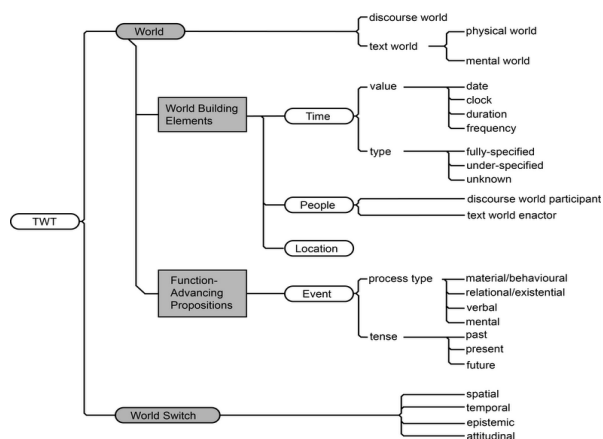 discourse world
World
physical world
text world
mental world
value
date
clock
World Building
Elements
Time
duration
frequency
type
fully-specified
under-specified
unknown
discourse world participant
People
text world enactor
TWT
Location
Function-
Advancing
Propositions
process type
material/behavioural
Event
relational/existential
verbal
mental
tense
past
present
future
spatial
World Switch
temporal
epistemic
attitudinal